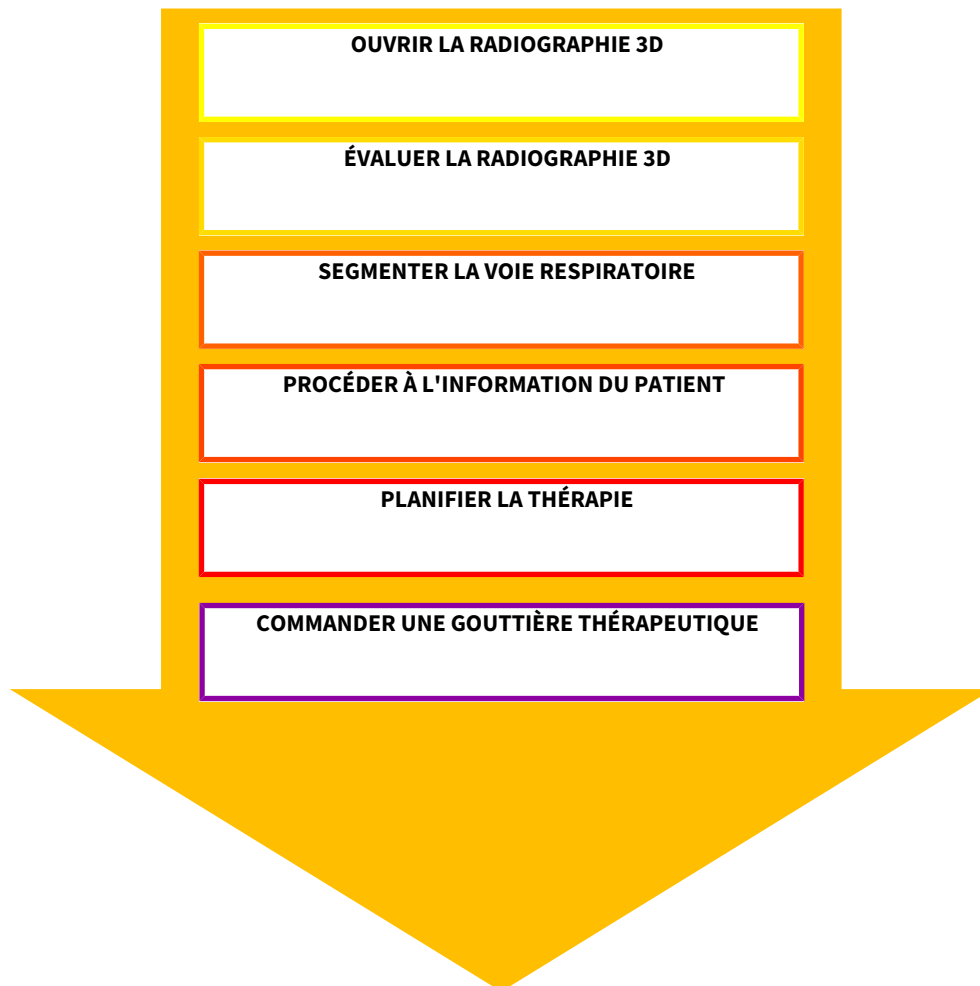 OUVRIR LA RADIOGRAPHIE 3D
ÉVALUER LA RADIOGRAPHIE 3D
SEGMENTER LA VOIE RESPIRATOIRE
PROCÉDER À L'INFORMATION DU PATIENT
PLANIFIER LA THÉRAPIE
COMMANDER UNE GOUTTIÈRE THÉRAPEUTIQUE